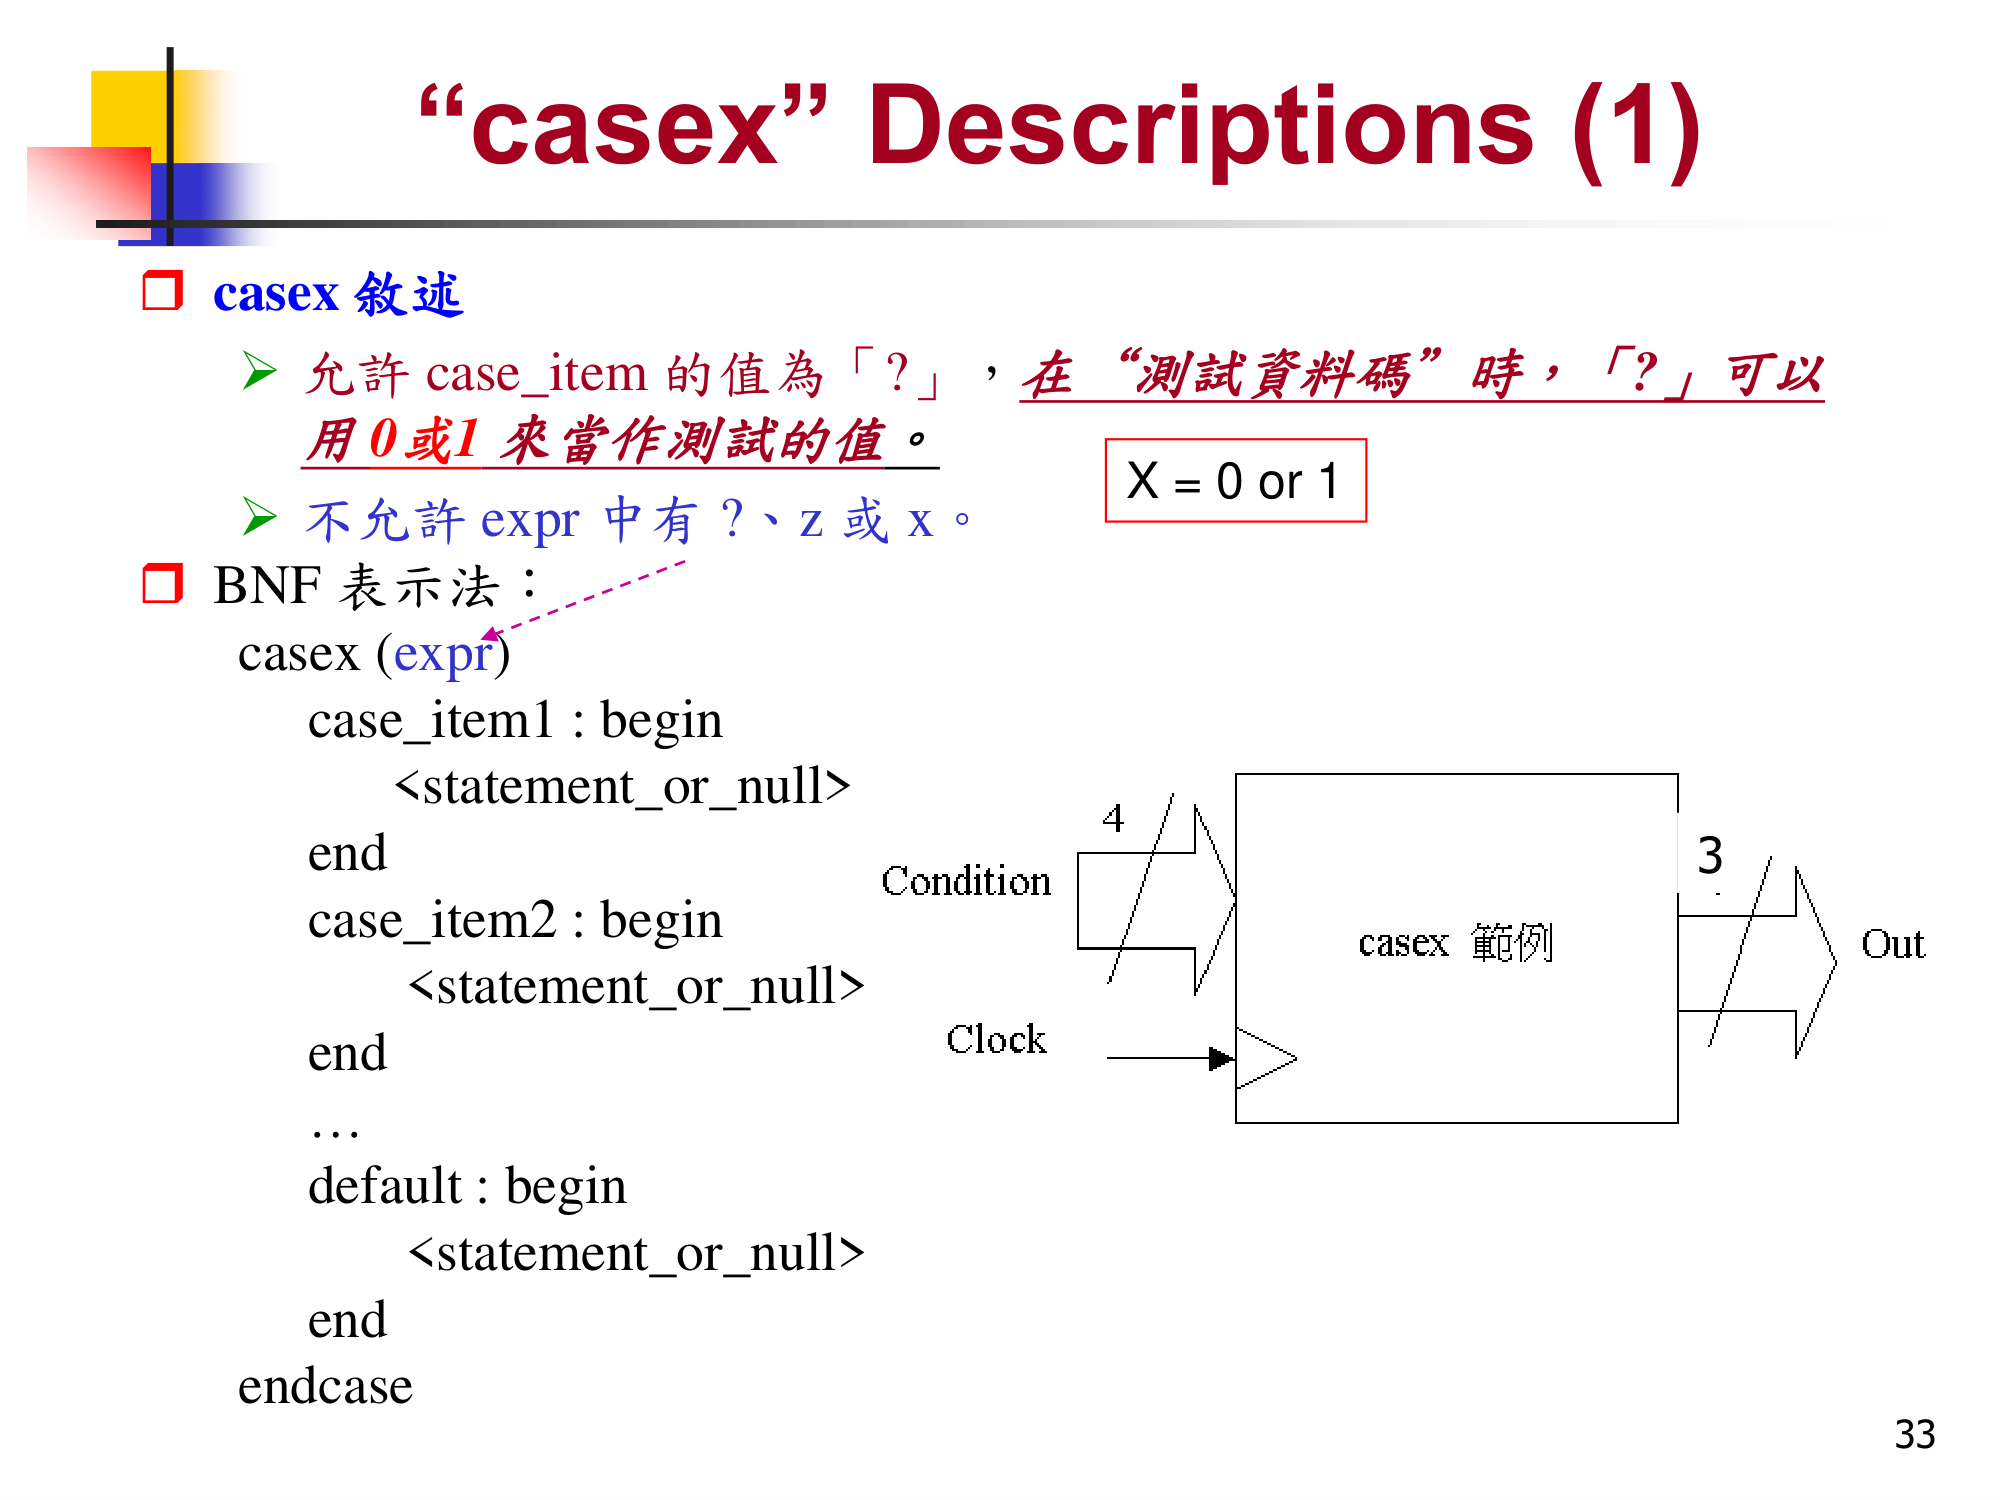 “casex” Descriptions (1)
casex 敘述
允許 case_item 的值為「?」，在 “測試資料碼” 時，「?」可以
用 0或1 來當作測試的值。
X = 0 or 1
不允許 expr 中有 ?、z 或 x。
BNF 表示法：
casex (expr)
case_item1 : begin
<statement_or_null>
end
case_item2 : begin
<statement_or_null>
end
…
default : begin
<statement_or_null>
end
endcase
4
Condition
Clock
casex 範例
3
Out
33